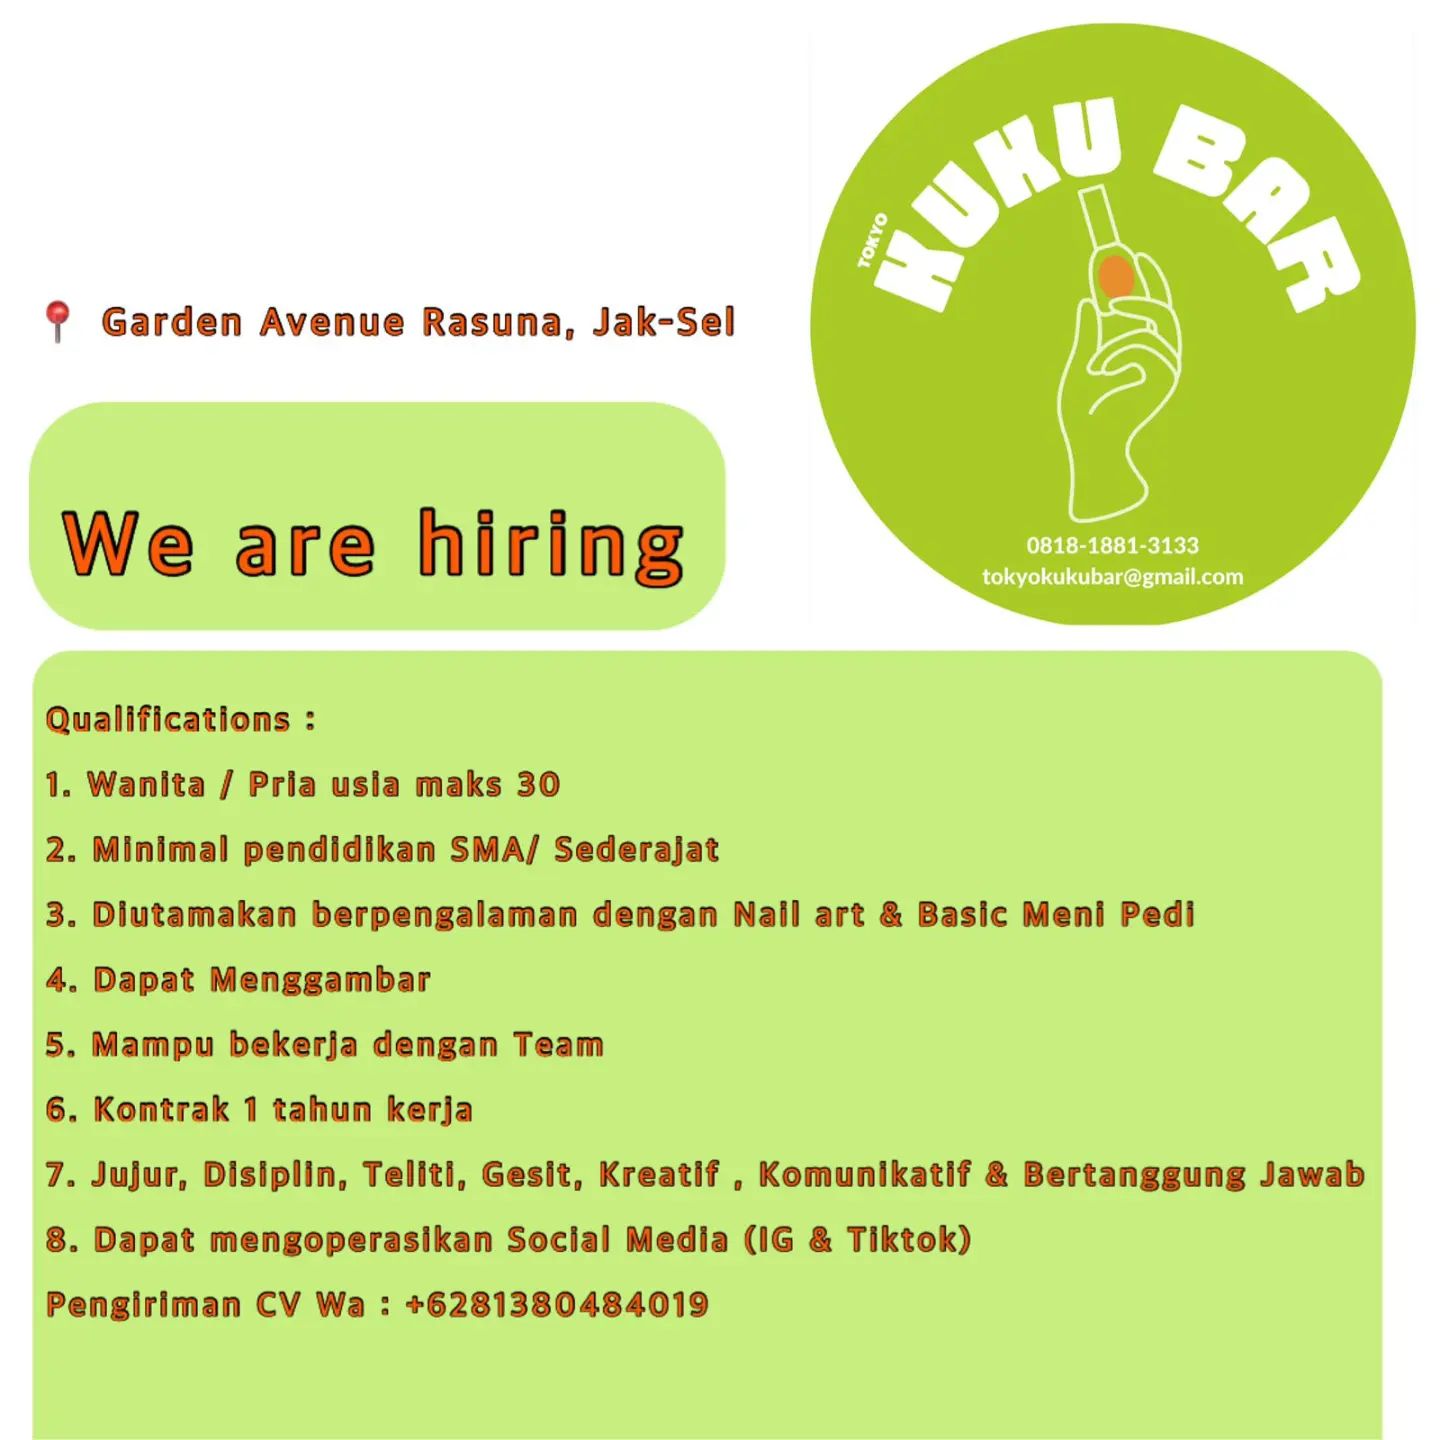 TOKYO
KUKU BAR
📍 Garden Avenue Rasuna, Jak-Sel
We are hiring
0818-1881-3133
tokyokukubar@gmail.com
Qualifications :
1. Wanita / Pria usia maks 30
2. Minimal pendidikan SMA/ Sederajat
3. Diutamakan berpengalaman dengan Nail art & Basic Meni Pedi
4. Dapat Menggambar
5. Mampu bekerja dengan Team
6. Kontrak 1 tahun kerja
7. Jujur, Disiplin, Teliti, Gesit, Kreatif , Komunikatif & Bertanggung Jawab
8. Dapat mengoperasikan Social Media (IG & Tiktok)
Pengiriman CV Wa : +6281380484019